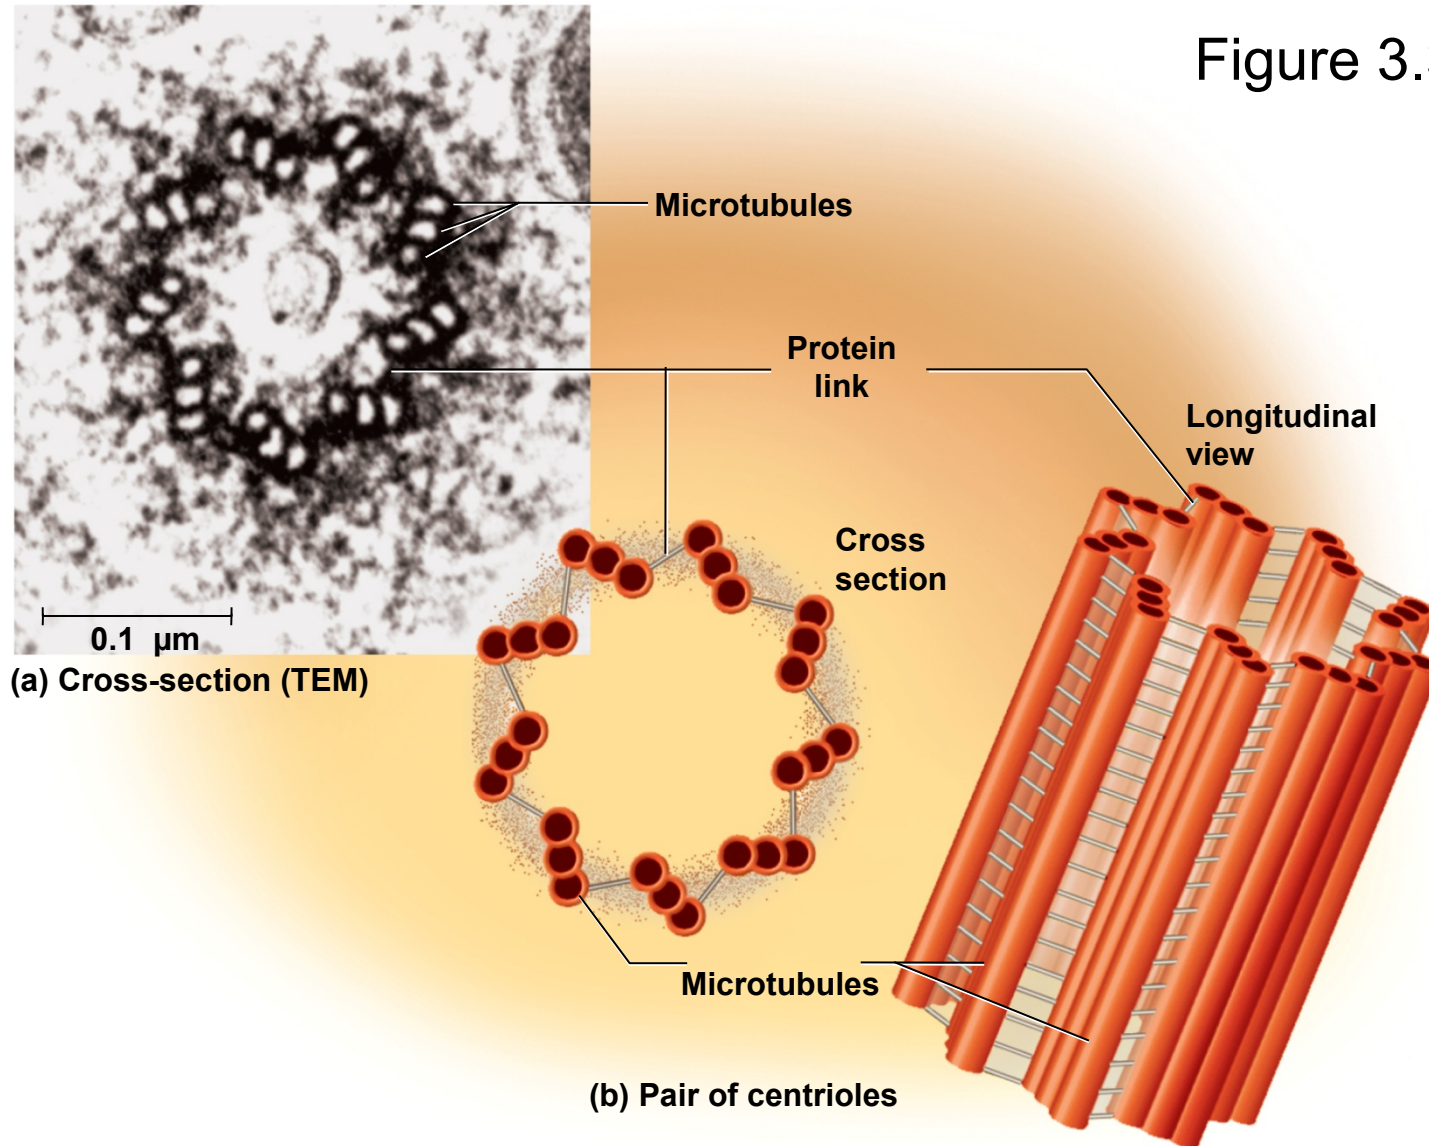 Figure 3.
Microtubules
Protein
link
Longitudinal
view
Cross
section
0.1 µm
(a) Cross-section (TEM)
Microtubules
(b) Pair of centrioles